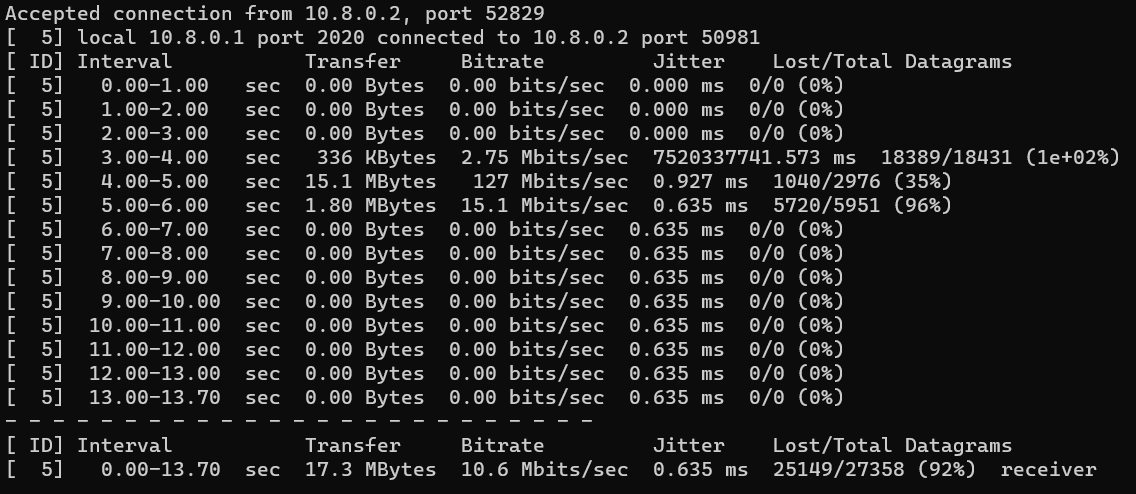 Accepted connection from 10.8.0.2, port 52829
[  5] local 10.8.0.1 port 2020 connected to 10.8.0.2 port 50981
[ ID] Interval           Transfer     Bitrate         Jitter    Lost/Total Datagrams
[  5]   0.00-1.00   sec  0.00 Bytes  0.00 bits/sec  0.000 ms  0/0 (0%)
[  5]   1.00-2.00   sec  0.00 Bytes  0.00 bits/sec  0.000 ms  0/0 (0%)
[  5]   2.00-3.00   sec  0.00 Bytes  0.00 bits/sec  0.000 ms  0/0 (0%)
[  5]   3.00-4.00   sec   336 KBytes  2.75 Mbits/sec  7520337741.573 ms  18389/18431 (1e+02%)
[  5]   4.00-5.00   sec  15.1 MBytes   127 Mbits/sec  0.927 ms  1040/2976 (35%)
[  5]   5.00-6.00   sec  1.80 MBytes  15.1 Mbits/sec  0.635 ms  5720/5951 (96%)
[  5]   6.00-7.00   sec  0.00 Bytes  0.00 bits/sec  0.635 ms  0/0 (0%)
[  5]   7.00-8.00   sec  0.00 Bytes  0.00 bits/sec  0.635 ms  0/0 (0%)
[  5]   8.00-9.00   sec  0.00 Bytes  0.00 bits/sec  0.635 ms  0/0 (0%)
[  5]   9.00-10.00  sec  0.00 Bytes  0.00 bits/sec  0.635 ms  0/0 (0%)
[  5]  10.00-11.00  sec  0.00 Bytes  0.00 bits/sec  0.635 ms  0/0 (0%)
[  5]  11.00-12.00  sec  0.00 Bytes  0.00 bits/sec  0.635 ms  0/0 (0%)
[  5]  12.00-13.00  sec  0.00 Bytes  0.00 bits/sec  0.635 ms  0/0 (0%)
[  5]  13.00-13.70  sec  0.00 Bytes  0.00 bits/sec  0.635 ms  0/0 (0%)
- - - - - - - - - - - - - - - - - - - - - - - - -
[ ID] Interval           Transfer     Bitrate         Jitter    Lost/Total Datagrams
[  5]   0.00-13.70  sec  17.3 MBytes  10.6 Mbits/sec  0.635 ms  25149/27358 (92%)  receiver